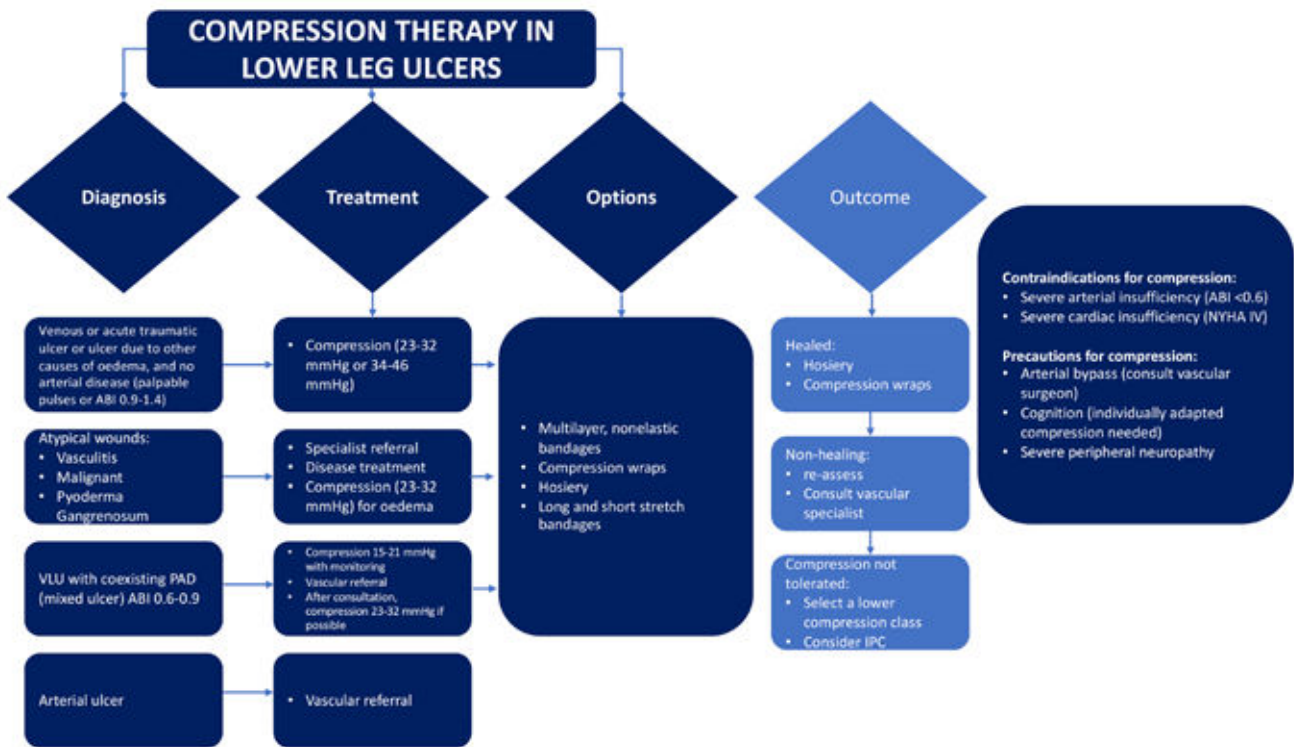 COMPRESSION THERAPY IN
LOWER LEG ULCERS
Diagnosis
Treatment
Options
Outcome
Venous or acute traumatic
ulcer or ulcer due to other
causes of oedema, and no
arterial disease (palpable
pulses or ABI 0.9-1.4)
• Compression (23-32
mmHg or 34-46
mmHg)
Atypical wounds:
• Vasculitis
• Malignant
• Pyoderma
Gangrenosum
• Specialist referral
• Disease treatment
• Compression (23-32
mmHg) for oedema
VLU with coexisting PAD
(mixed ulcer) ABI 0.6-0.9
• Compression 15-21 mmHg
with monitoring
• Vascular referral
• After consultation,
compression 23-32 mmHg if
possible
Arterial ulcer
• Vascular referral
• Multilayer, nonelastic
bandages
• Compression wraps
• Hosiery
• Long and short stretch
bandages
Healed:
• Hosiery
• Compression wraps
Non-healing:
• re-assess
• Consult vascular
specialist
Compression not
tolerated:
• Select a lower
compression class
• Consider IPC
Contraindications for compression:
• Severe arterial insufficiency (ABI <0.6)
• Severe cardiac insufficiency (NYHA IV)
Precautions for compression:
• Arterial bypass (consult vascular
surgeon)
• Cognition (individually adapted
compression needed)
• Severe peripheral neuropathy